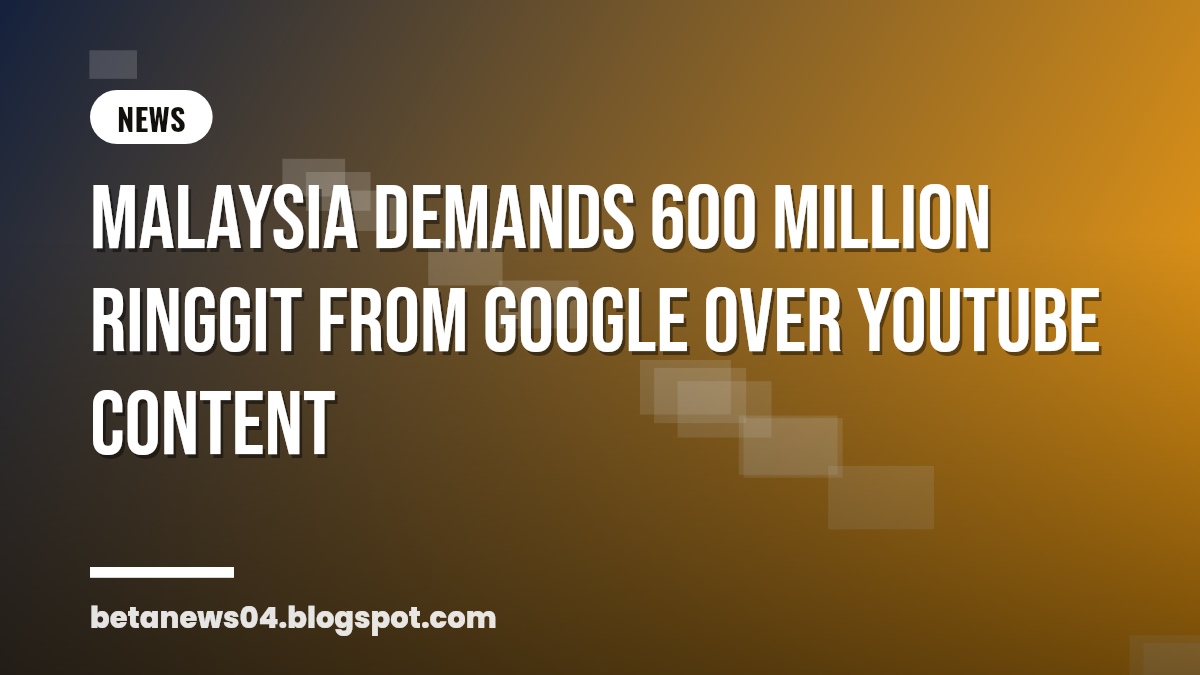 NEWS
MALAYSIA DEMANDS 600 MILLION
RINGGIT FROM GOOGLE OVER YOUTUBE
CONTENT
betanews04.blogspot.com